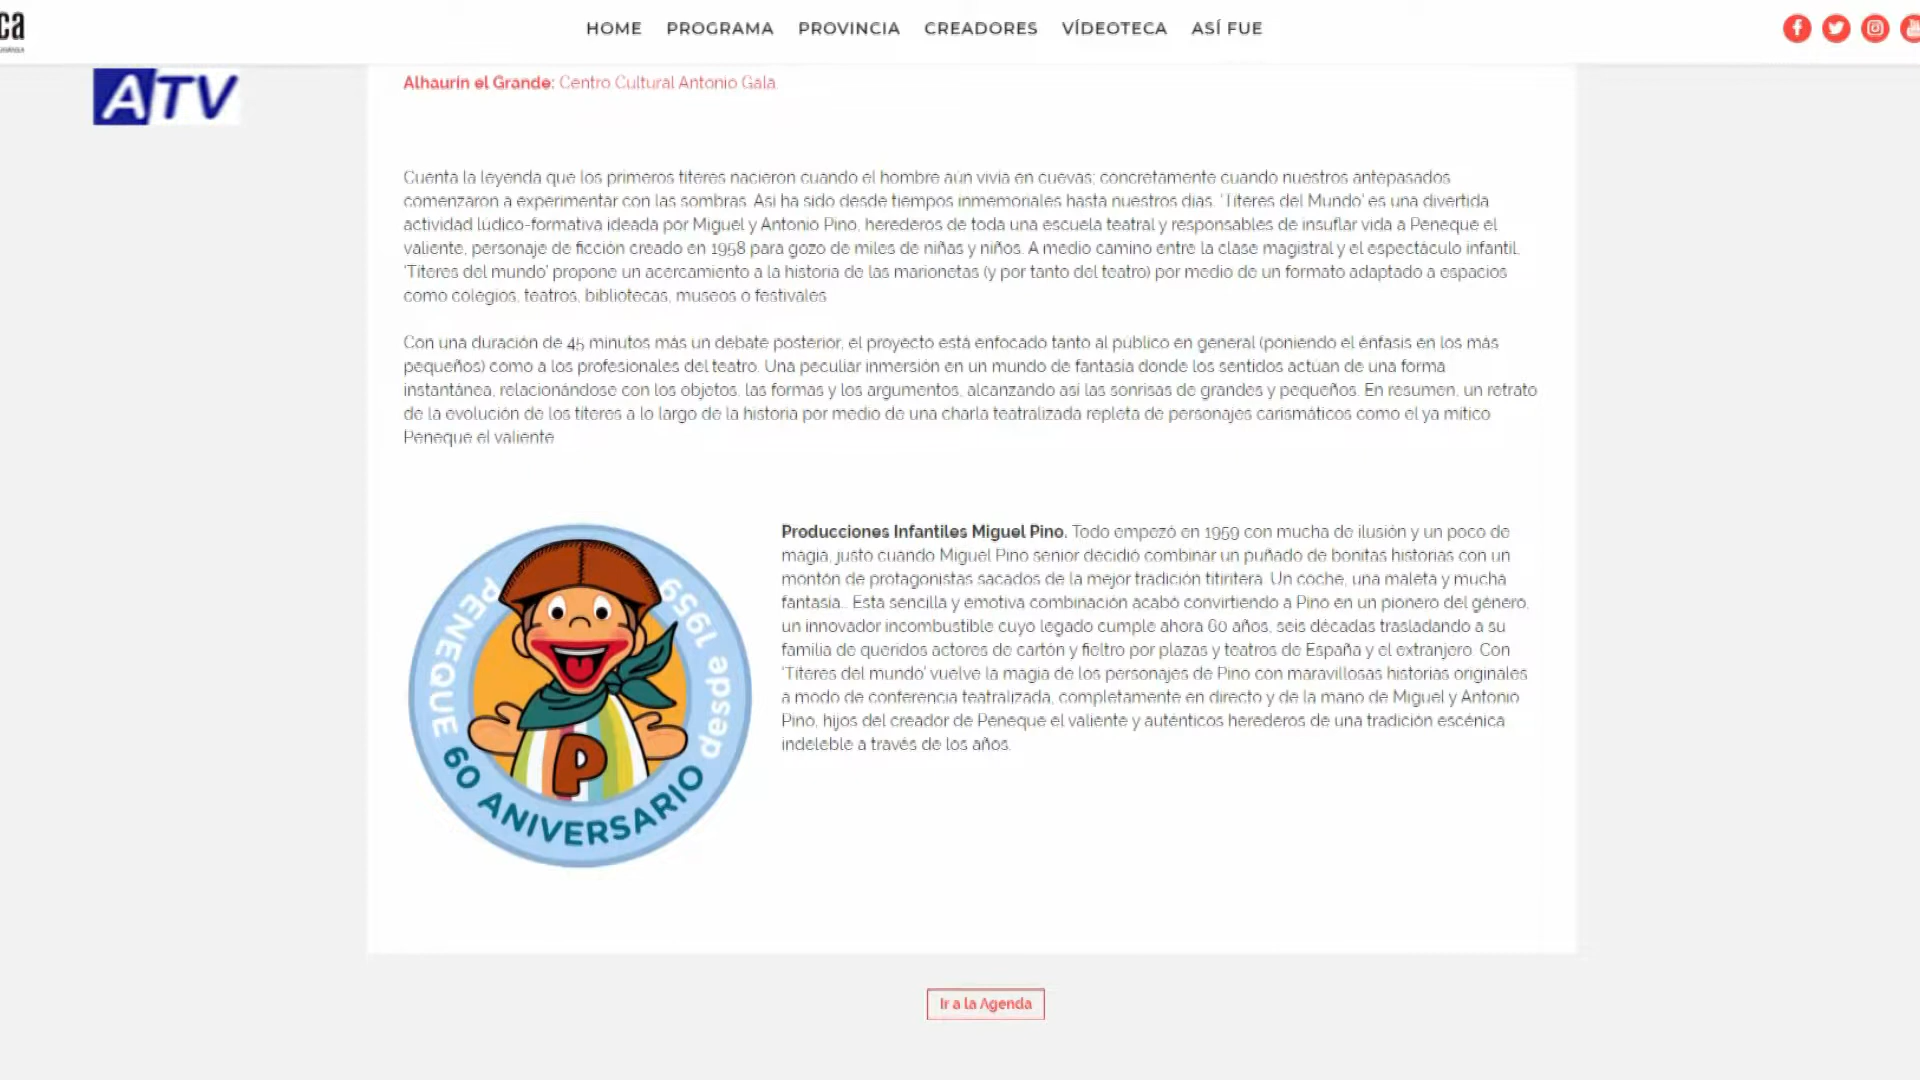 ca
HOME PROGRAMA PROVINCIA CREADORES VÍDEOTECA ASÍ FUE
ATV
Alhaurín el Grande: Centro Cultural Antonio Gala
Cuenta la leyenda que los primeros títeres nacieron cuando el hombre aún vivía en cuevas; concretamente cuando nuestros antepasados
comenzaron a experimentar con las sombras. Así ha sido desde tiempos inmemoriales hasta nuestros días. 'Títeres del Mundo' es una divertida
actividad lúdico-formativa ideada por Miguel y Antonio Pino, herederos de toda una escuela teatral y responsables de insuflar vida a Peneque el
valiente, personaje de ficción creado en 1958 para gozo de miles de niñas y niños. A medio camino entre la clase magistral y el espectáculo infantil,
'Títeres del mundo' propone un acercamiento a la historia de las marionetas (y por tanto del teatro) por medio de un formato adaptado a espacios
como colegios, teatros, bibliotecas, museos o festivales
Con una duración de 45 minutos más un debate posterior, el proyecto está enfocado tanto al público en general (poniendo el énfasis en los más
pequeños) como a los profesionales del teatro. Una peculiar inmersión en un mundo de fantasía donde los sentidos actúan de una forma
instantánea, relacionándose con los objetos, las formas y los argumentos, alcanzando así las sonrisas de grandes y pequeños. En resumen, un retrato
de la evolución de los títeres a lo largo de la historia por medio de una charla teatralizada repleta de personajes carismáticos como el ya mítico
Peneque el valiente
PENEQUE
desde 1959
P
60 ANIVERSARIO
Producciones Infantiles Miguel Pino. Todo empezó en 1959 con mucha de ilusión y un poco de
magia, justo cuando Miguel Pino senior decidió combinar un puñado de bonitas historias con un
montón de protagonistas sacados de la mejor tradición titiritera. Un coche, una maleta y mucha
fantasía... Esta sencilla y emotiva combinación acabó convirtiendo a Pino en un pionero del género,
un innovador incombustible cuyo legado cumple ahora 60 años, seis décadas trasladando a su
familia de queridos actores de cartón y fieltro por plazas y teatros de España y el extranjero. Con
'Títeres del mundo' vuelve la magia de los personajes de Pino con maravillosas historias originales
a modo de conferencia teatralizada, completamente en directo y de la mano de Miguel y Antonio
Pino, hijos del creador de Peneque el valiente y auténticos herederos de una tradición escénica
indeleble a través de los años.
Ir a la Agenda